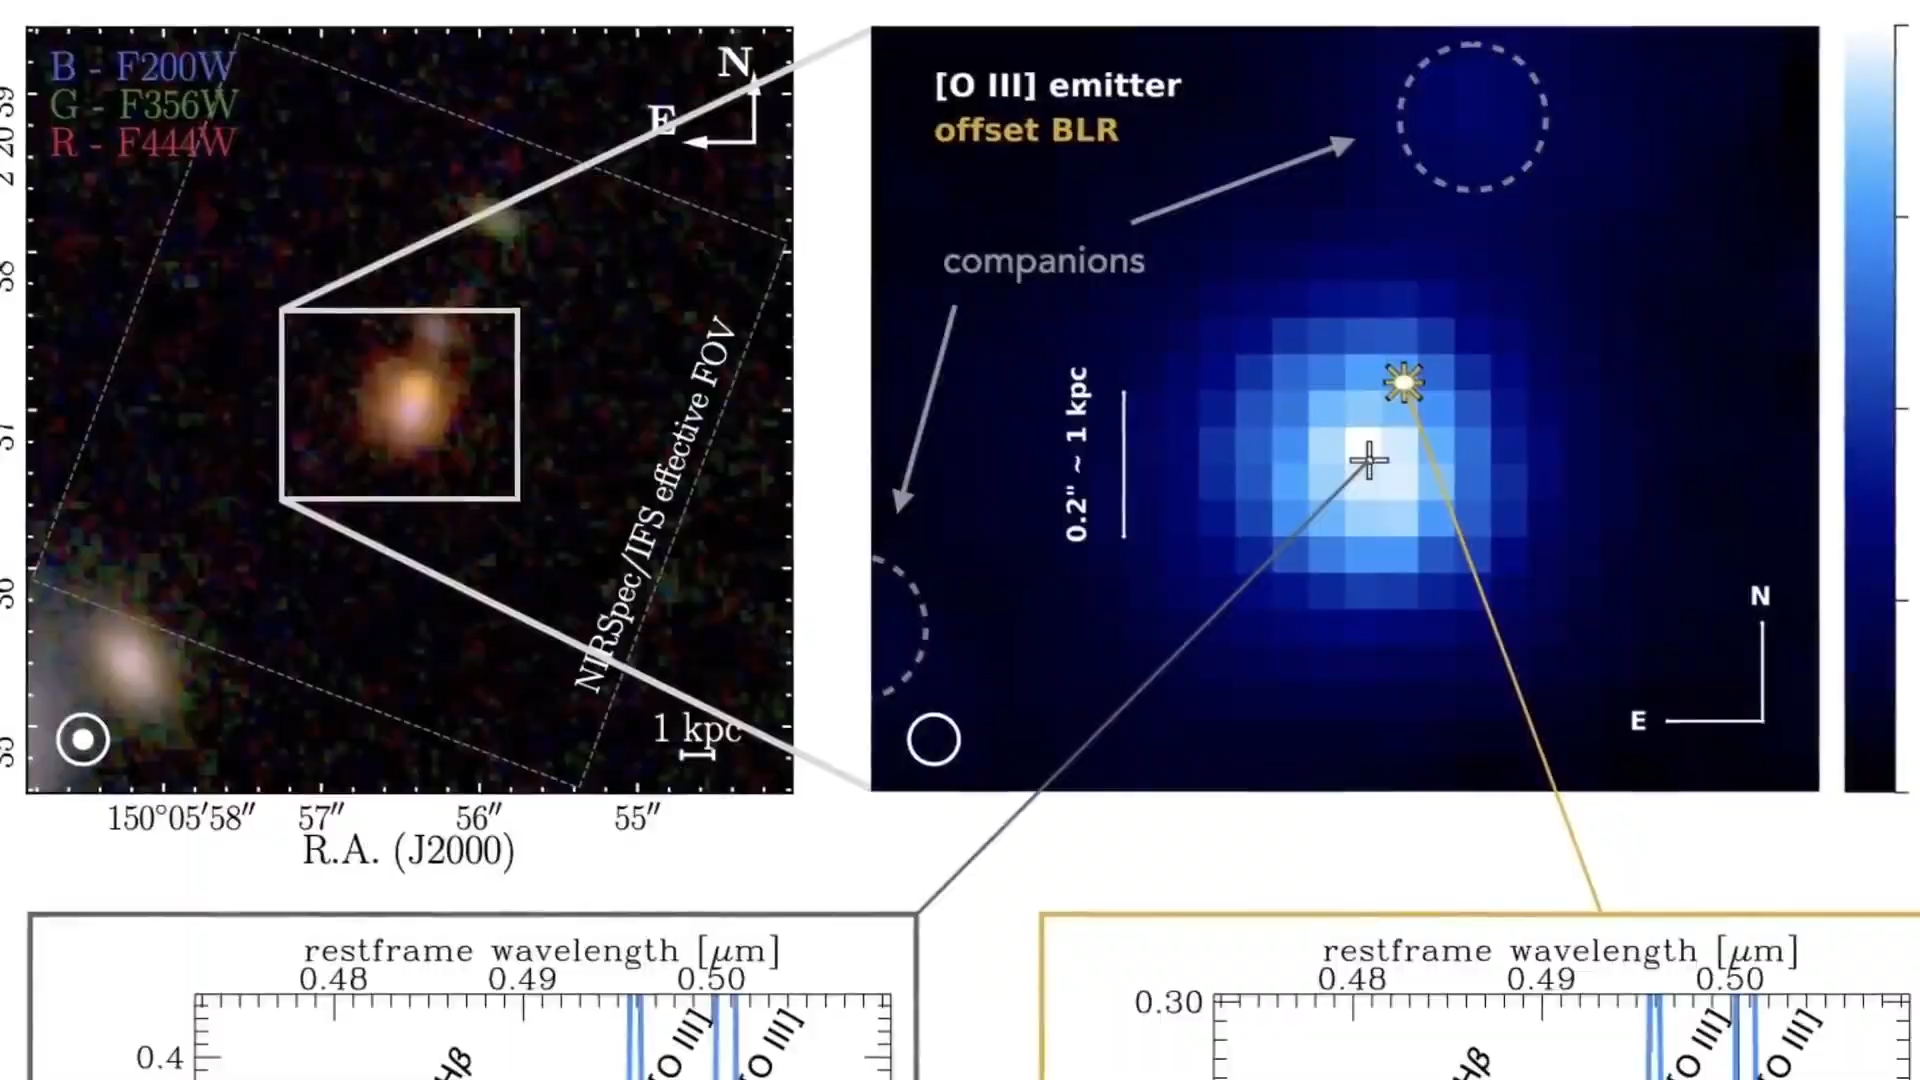 B - F200W
G - F356W
R - F444W
N
E
NIRSpec/IFS effective FOV
1 kpc
150°05′58″ 57″ 56″ 55″
R.A. (J2000)
[O III] emitter
offset BLR
companions
0.2" ~ 1 kpc
N
E
restframe wavelength [μm]
0.48 0.49 0.50
0.4
Hβ
[O III]
[O III]
restframe wavelength [μm]
0.48 0.49 0.50
0.30
Hβ
[O III]
[O III]